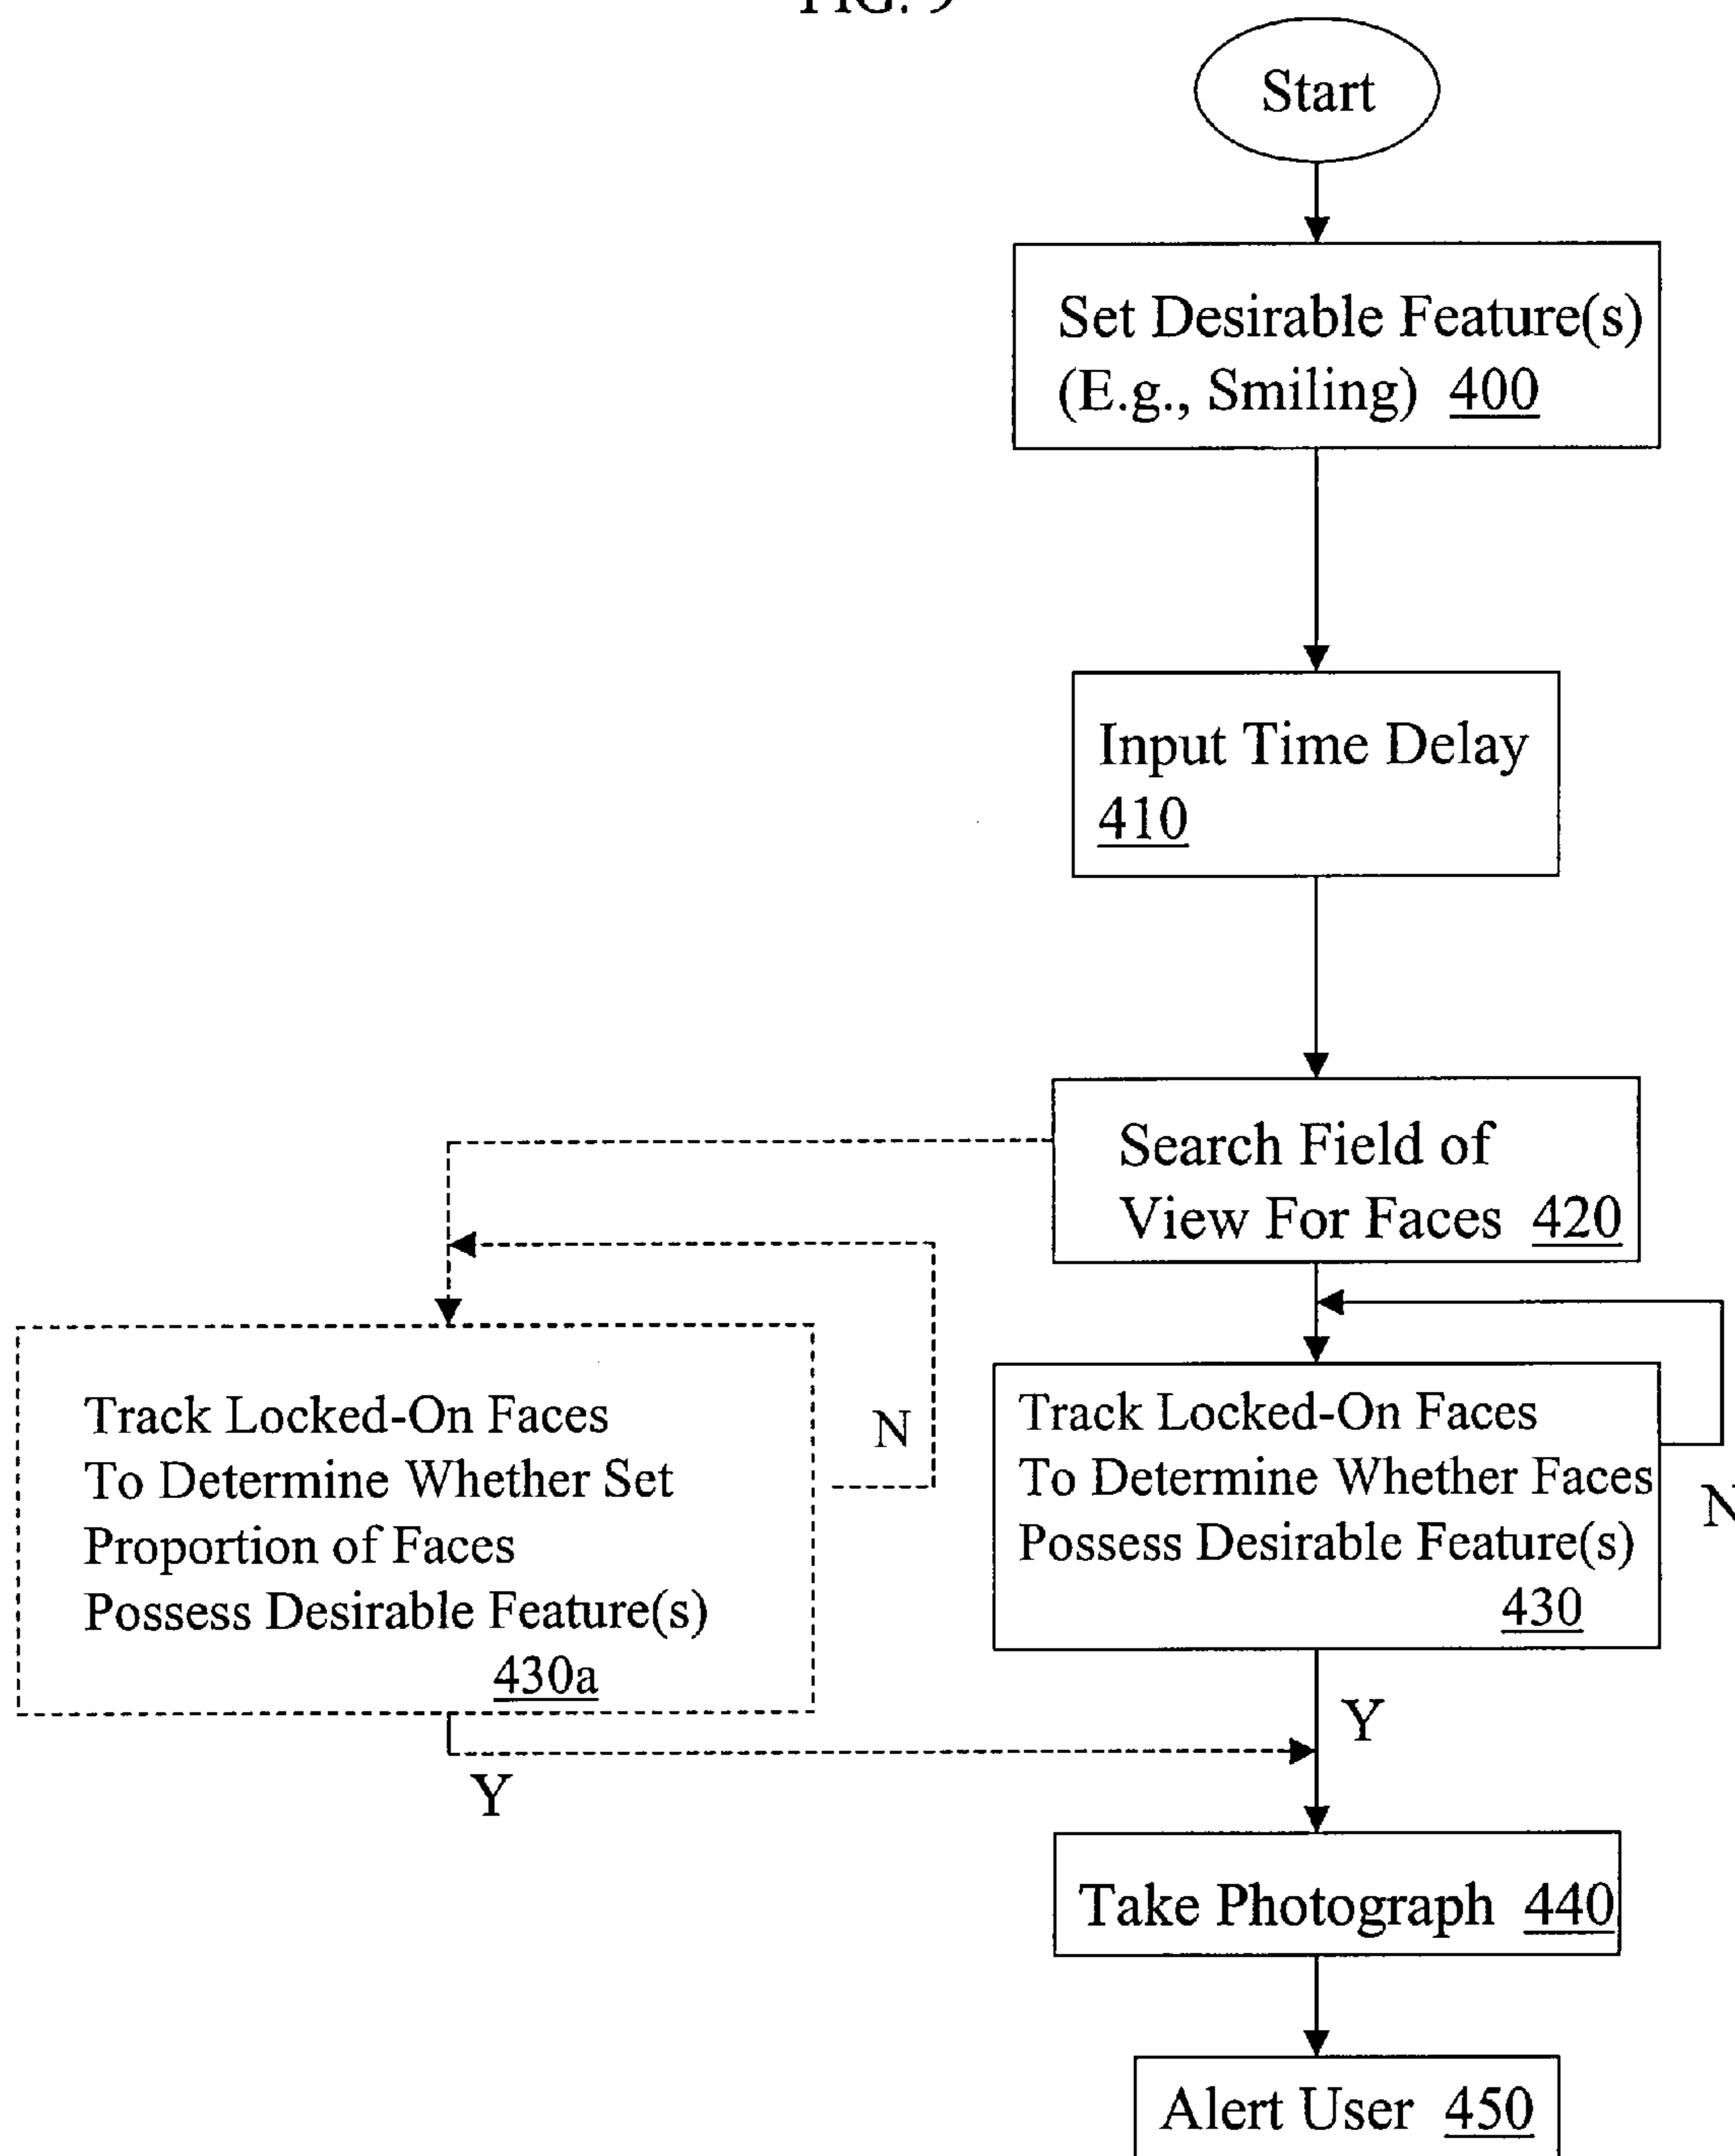 FIG. 9
Start
Set Desirable Feature(s)
(E.g., Smiling) 400
Input Time Delay
410
Search Field of
View For Faces 420
Track Locked-On Faces
To Determine Whether Set
Proportion of Faces
Possess Desirable Feature(s)
430a
N
Y
Track Locked-On Faces
To Determine Whether Faces
Possess Desirable Feature(s)
430
N
Y
Take Photograph 440
Alert User 450